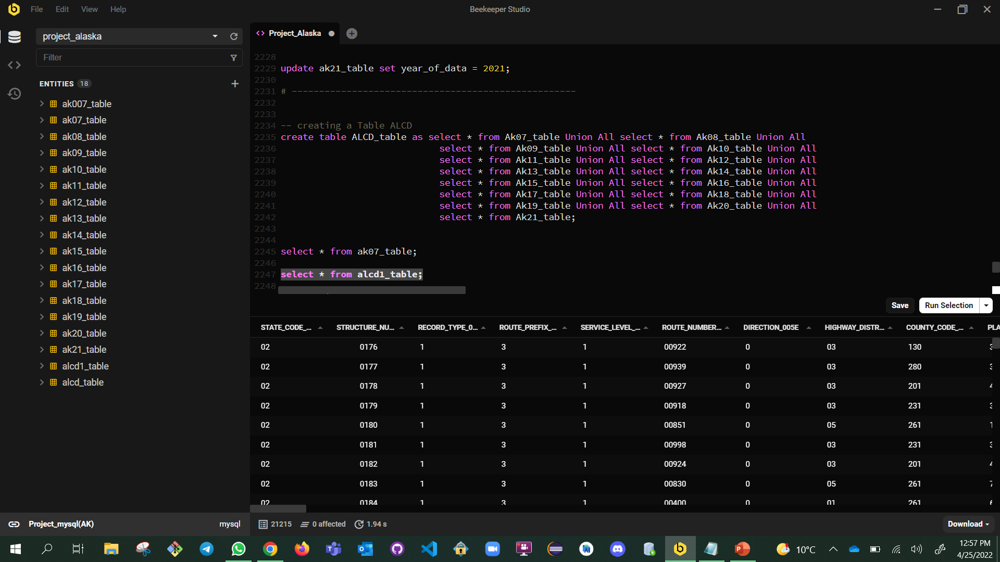 File Edit View Help
Beekeeper Studio
project_alaska
Filter
ENTITIES 18
ak007_table
ak07_table
ak08_table
ak09_table
ak10_table
ak11_table
ak12_table
ak13_table
ak14_table
ak15_table
ak16_table
ak17_table
ak18_table
ak19_table
ak20_table
ak21_table
alcd1_table
alcd_table
Project_mysql(AK) mysql
<> Project_Alaska
2228
2229 update ak21_table set year_of_data = 2021;
2230
2231 # ----------------------------------------------------
2232
2233
2234 -- creating a Table ALCD
2235 create table ALCD_table as select * from Ak07_table Union All select * from Ak08_table Union All
2236 select * from Ak09_table Union All select * from Ak10_table Union All
2237 select * from Ak11_table Union All select * from Ak12_table Union All
2238 select * from Ak13_table Union All select * from Ak14_table Union All
2239 select * from Ak15_table Union All select * from Ak16_table Union All
2240 select * from Ak17_table Union All select * from Ak18_table Union All
2241 select * from Ak19_table Union All select * from Ak20_table Union All
2242 select * from Ak21_table;
2243
2244
2245 select * from ak07_table;
2246
2247 select * from alcd1_table;
2248
Save Run Selection
STATE_CODE_... STRUCTURE_NU... RECORD_TYPE_0... ROUTE_PREFIX_... SERVICE_LEVEL_... ROUTE_NUMBER... DIRECTION_005E HIGHWAY_DISTR... COUNTY_CODE_... PLA
02 0176 1 3 1 00922 0 03 130
02 0177 1 3 1 00939 0 03 280
02 0178 1 3 1 00927 0 03 201
02 0179 1 3 1 00918 0 03 231
02 0180 1 3 1 00851 0 05 261
02 0181 1 3 1 00998 0 03 231
02 0182 1 3 1 00924 0 03 201
02 0183 1 3 1 00830 0 05 261
02 0184 1 3 1 00400 0 01 261
21215 0 affected 1.94 s Download
10°C 12:57 PM
4/25/2022